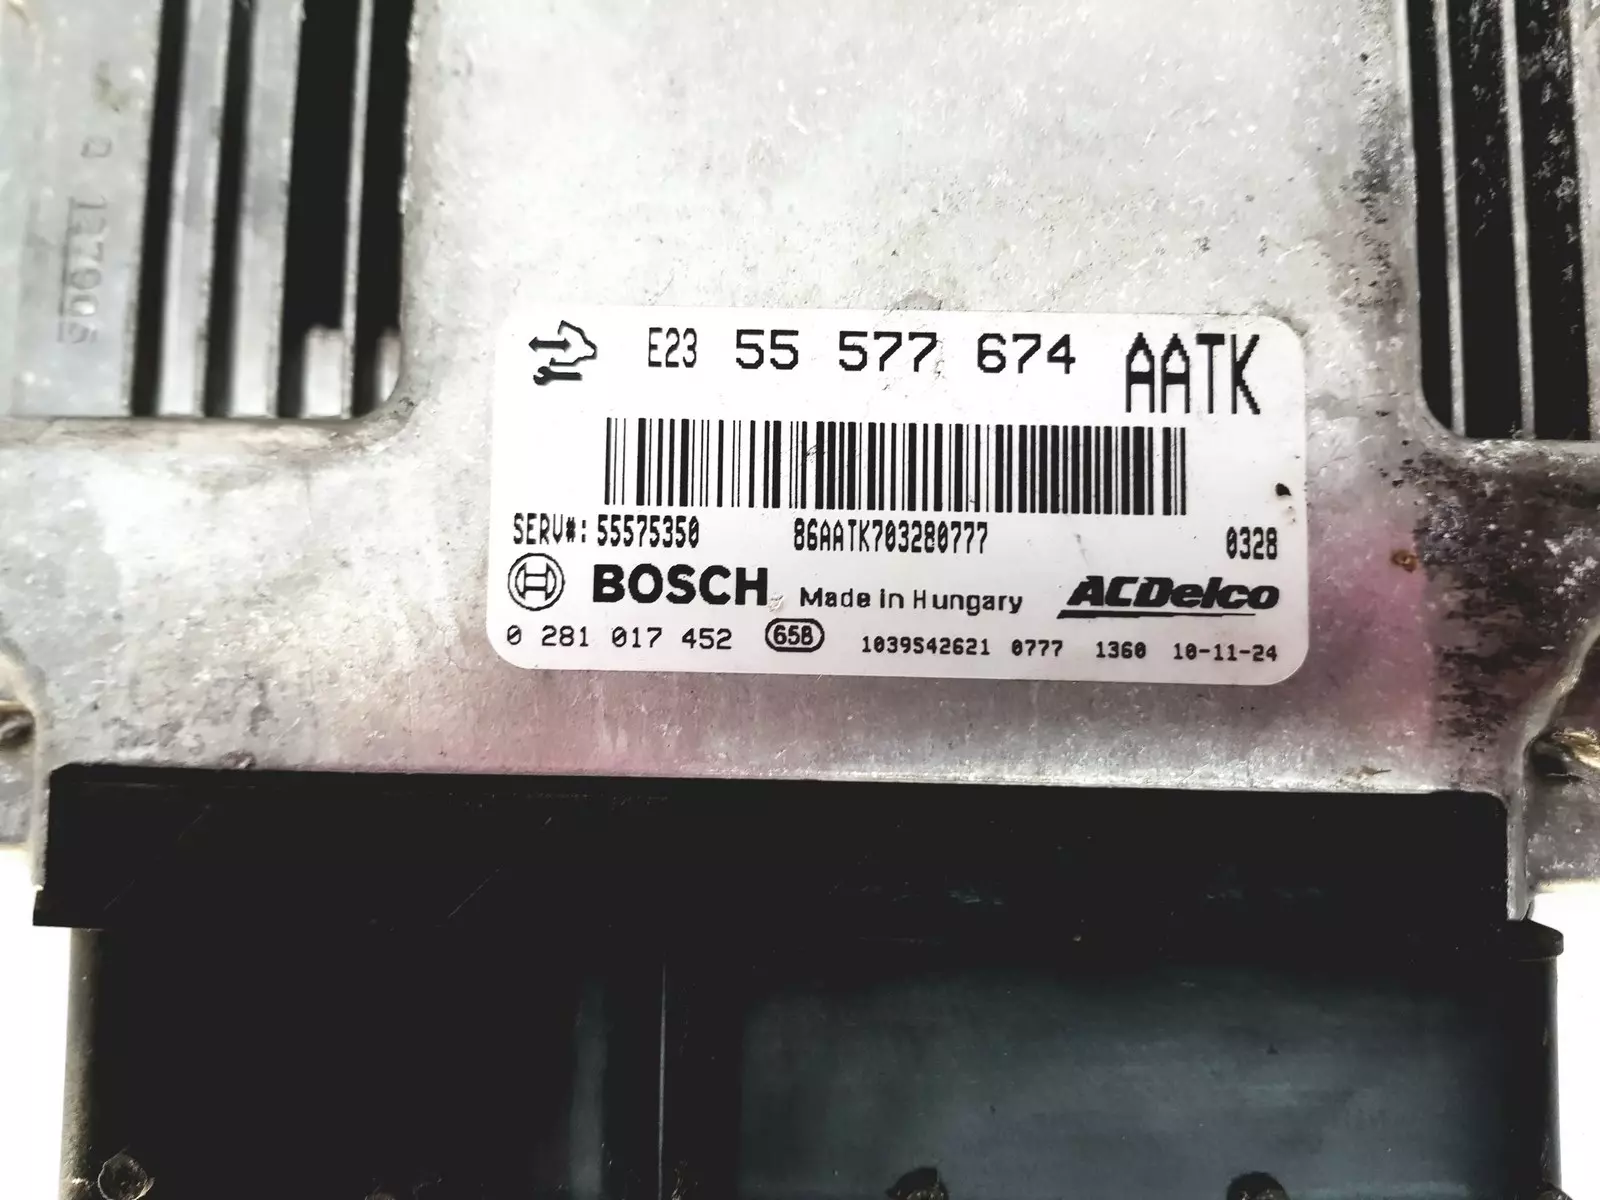 E23 55 577 674 AATK
SERV#: 55575350 86AATK703280777 0328
BOSCH Made in Hungary ACDelco
0 281 017 452 65B 1039S42621 0777 1360 10-11-24